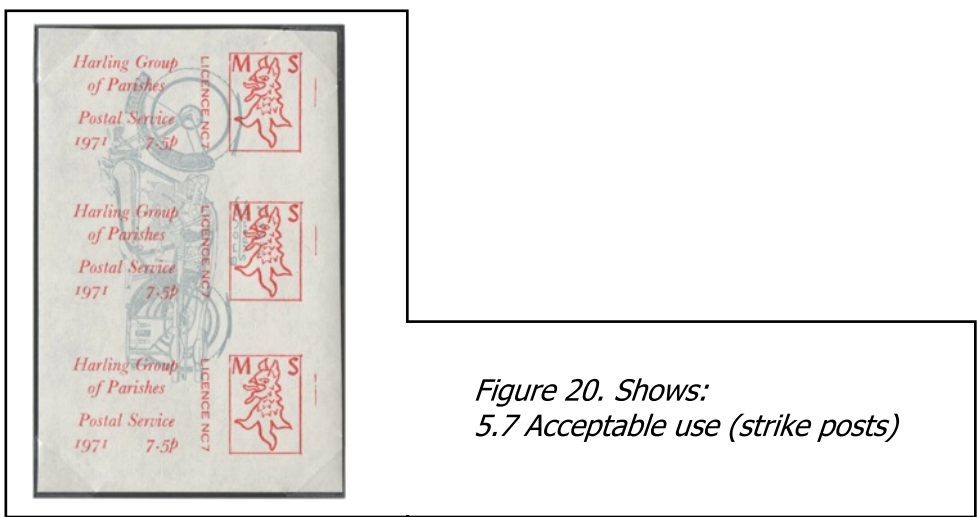 Harling Group
of Parishes
Postal Service
1971 7·5p
LICENCE NC7
M S
Harling Group
of Parishes
Postal Service
1971 7·5p
LICENCE NC7
M S
Harling Group
of Parishes
Postal Service
1971 7·5p
LICENCE NC7
M S
Figure 20. Shows:
5.7 Acceptable use (strike posts)